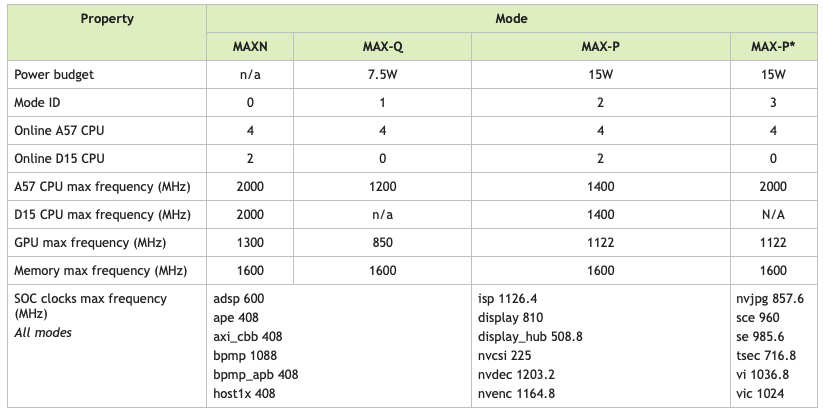 Property Mode
MAXN MAX-Q MAX-P MAX-P*
Power budget n/a 7.5W 15W 15W
Mode ID 0 1 2 3
Online A57 CPU 4 4 4 4
Online D15 CPU 2 0 2 0
A57 CPU max frequency (MHz) 2000 1200 1400 2000
D15 CPU max frequency (MHz) 2000 n/a 1400 N/A
GPU max frequency (MHz) 1300 850 1122 1122
Memory max frequency (MHz) 1600 1600 1600 1600
SOC clocks max frequency adsp 600 isp 1126.4 nvjpg 857.6
(MHz) ape 408 display 810 sce 960
All modes axi_cbb 408 display_hub 508.8 se 985.6
bpmp 1088 nvcsi 225 tsec 716.8
bpmp_apb 408 nvdec 1203.2 vi 1036.8
host1x 408 nvenc 1164.8 vic 1024